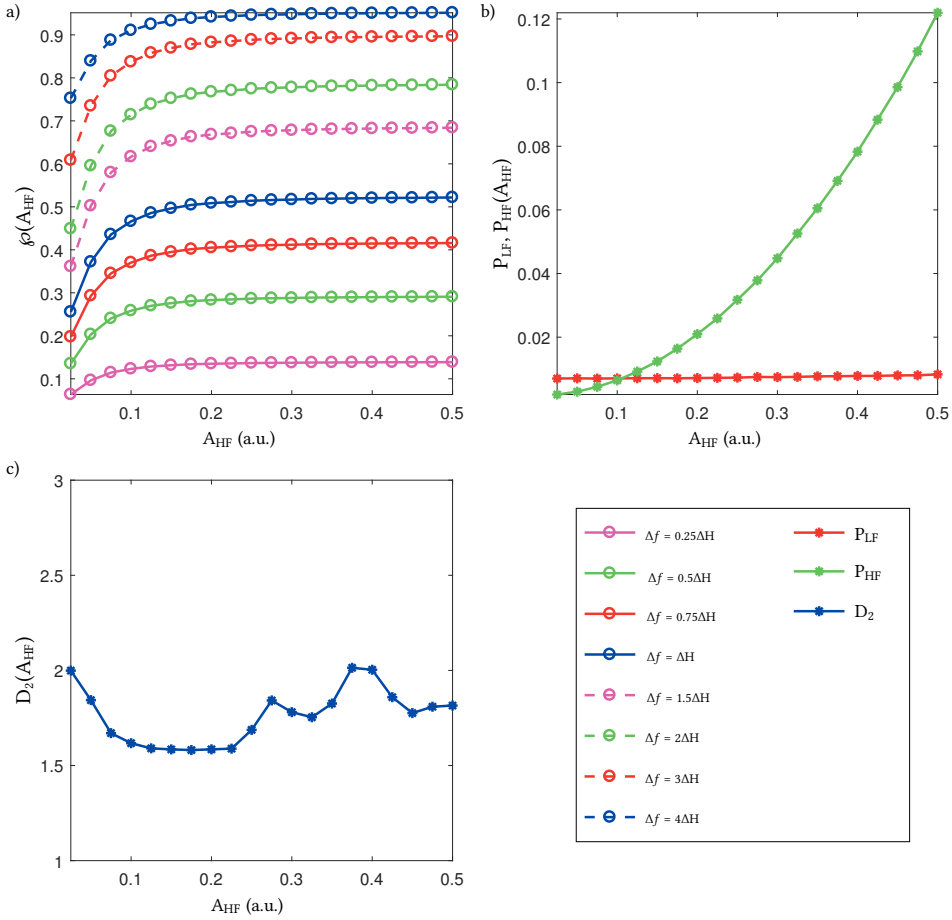 a)
0.9
0.8
0.7
0.6
0.5
0.4
0.3
0.2
0.1
℘(A_HF)
0.1 0.2 0.3 0.4 0.5
A_HF (a.u.)
b)
0.12
0.1
0.08
0.06
0.04
0.02
P_LF, P_HF(A_HF)
0.1 0.2 0.3 0.4 0.5
A_HF (a.u.)
c)
3
2.5
2
1.5
1
D_2(A_HF)
0.1 0.2 0.3 0.4 0.5
A_HF (a.u.)
Δf = 0.25ΔH
Δf = 0.5ΔH
Δf = 0.75ΔH
Δf = ΔH
Δf = 1.5ΔH
Δf = 2ΔH
Δf = 3ΔH
Δf = 4ΔH
P_LF
P_HF
D_2